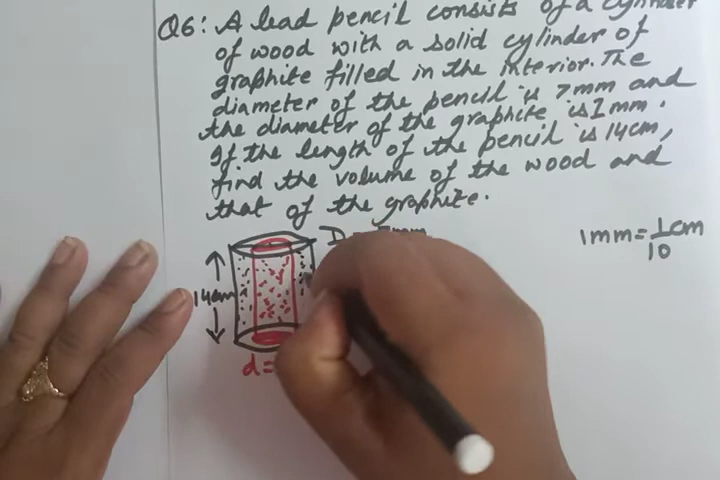 Q6: A lead pencil consists of a cylinder
of wood with a solid cylinder of
graphite filled in the interior. The
diameter of the pencil is 7mm and
the diameter of the graphite is 1mm.
If the length of the pencil is 14cm,
find the volume of the wood and
that of the graphite.
1mm = 1/10 cm
D = 7mm
14cm
d =